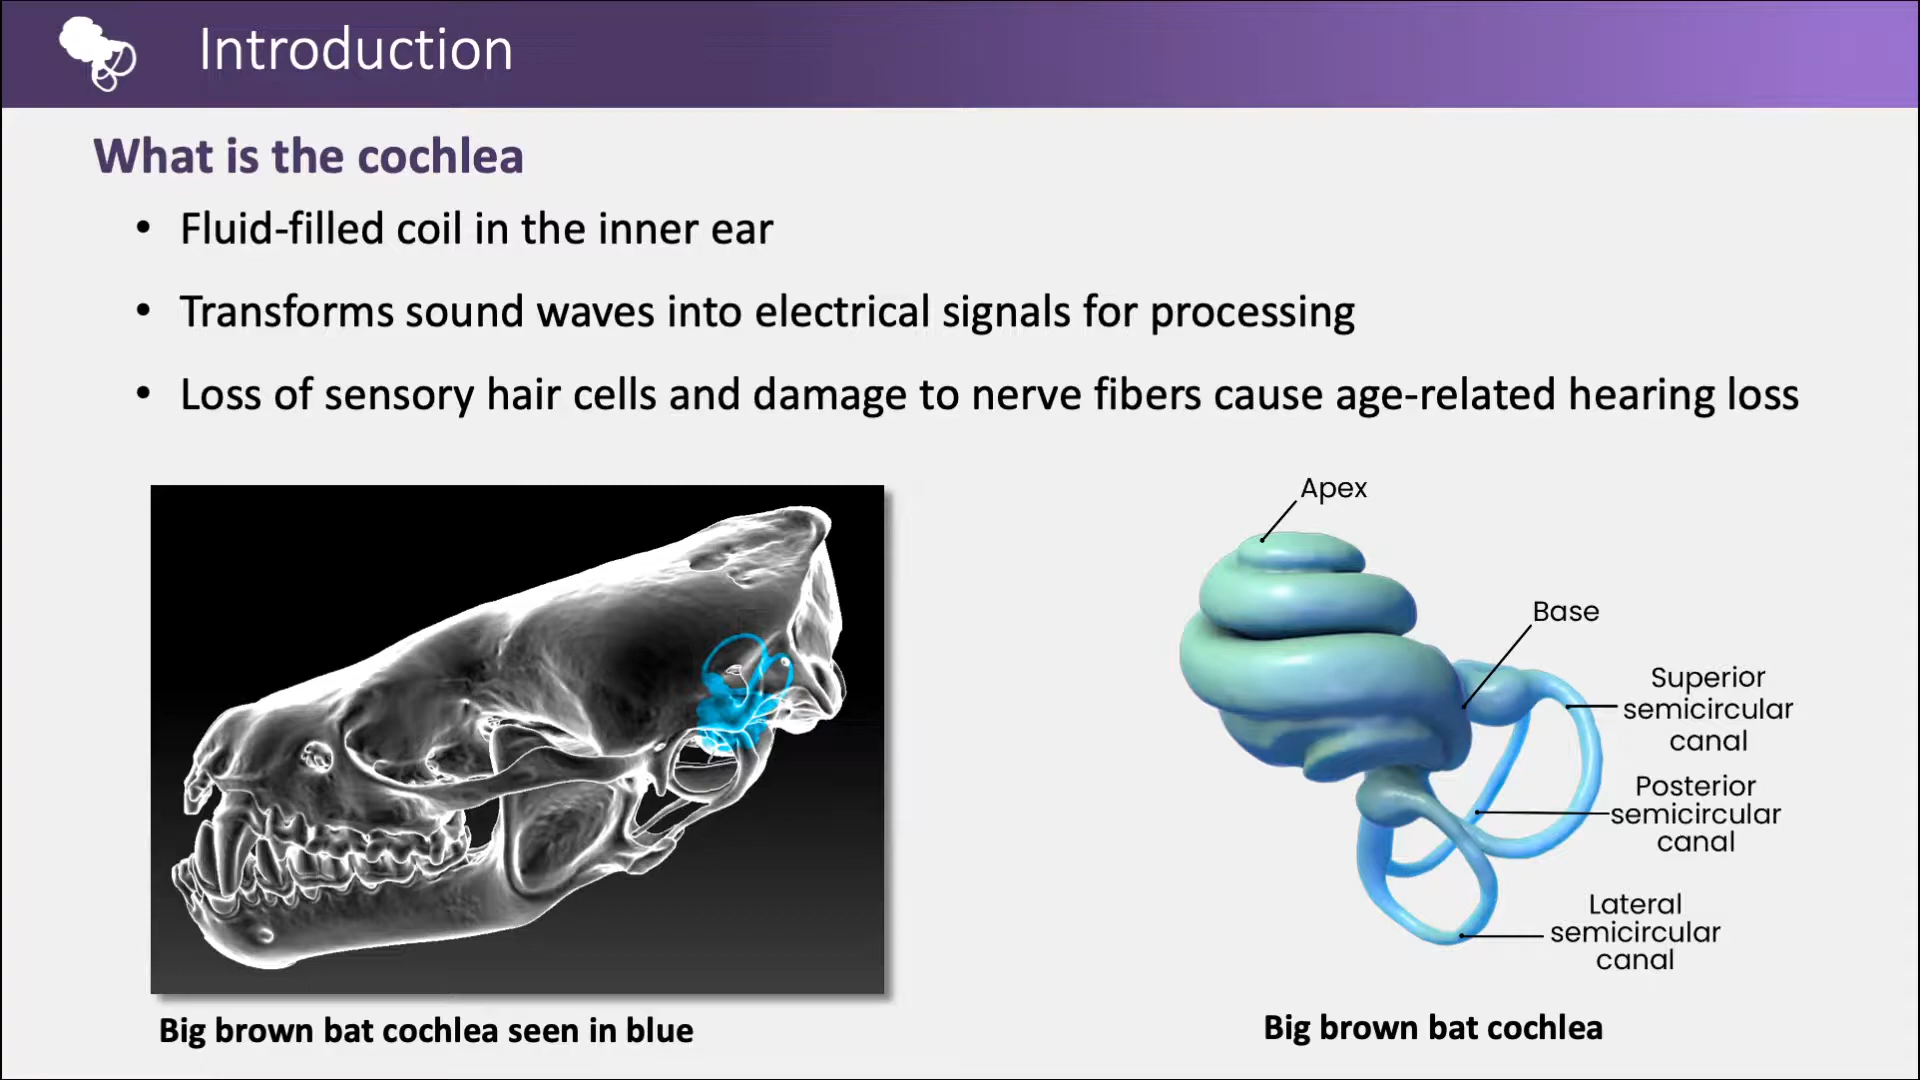 Introduction
What is the cochlea
• Fluid-filled coil in the inner ear
• Transforms sound waves into electrical signals for processing
• Loss of sensory hair cells and damage to nerve fibers cause age-related hearing loss
Apex
Base
Superior
semicircular
canal
Posterior
semicircular
canal
Lateral
semicircular
canal
Big brown bat cochlea seen in blue
Big brown bat cochlea